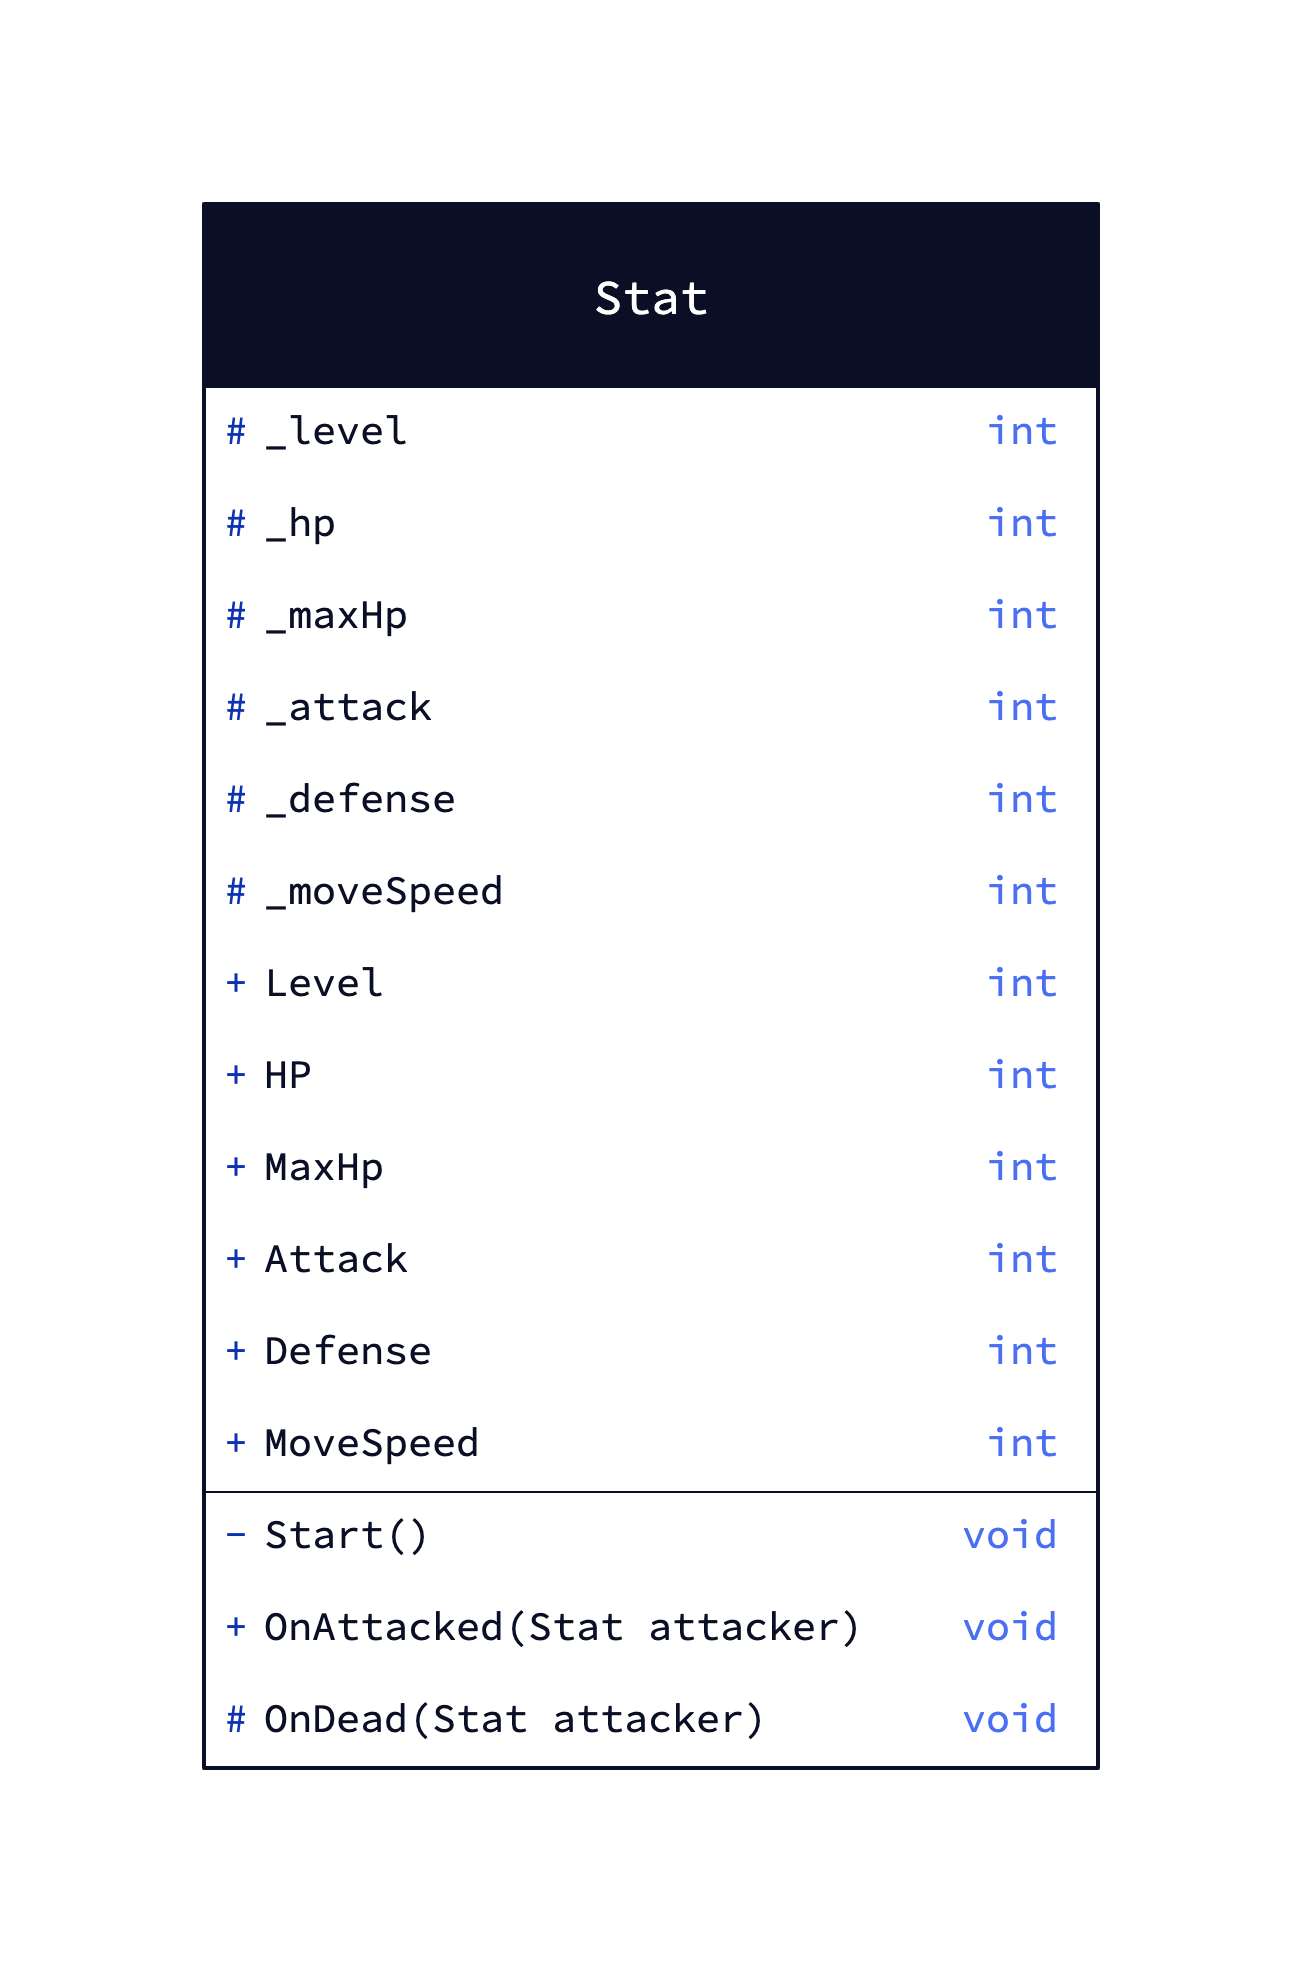 Stat
# _level int
# _hp int
# _maxHp int
# _attack int
# _defense int
# _moveSpeed int
+ Level int
+ HP int
+ MaxHp int
+ Attack int
+ Defense int
+ MoveSpeed int
− Start() void
+ OnAttacked(Stat attacker) void
# OnDead(Stat attacker) void